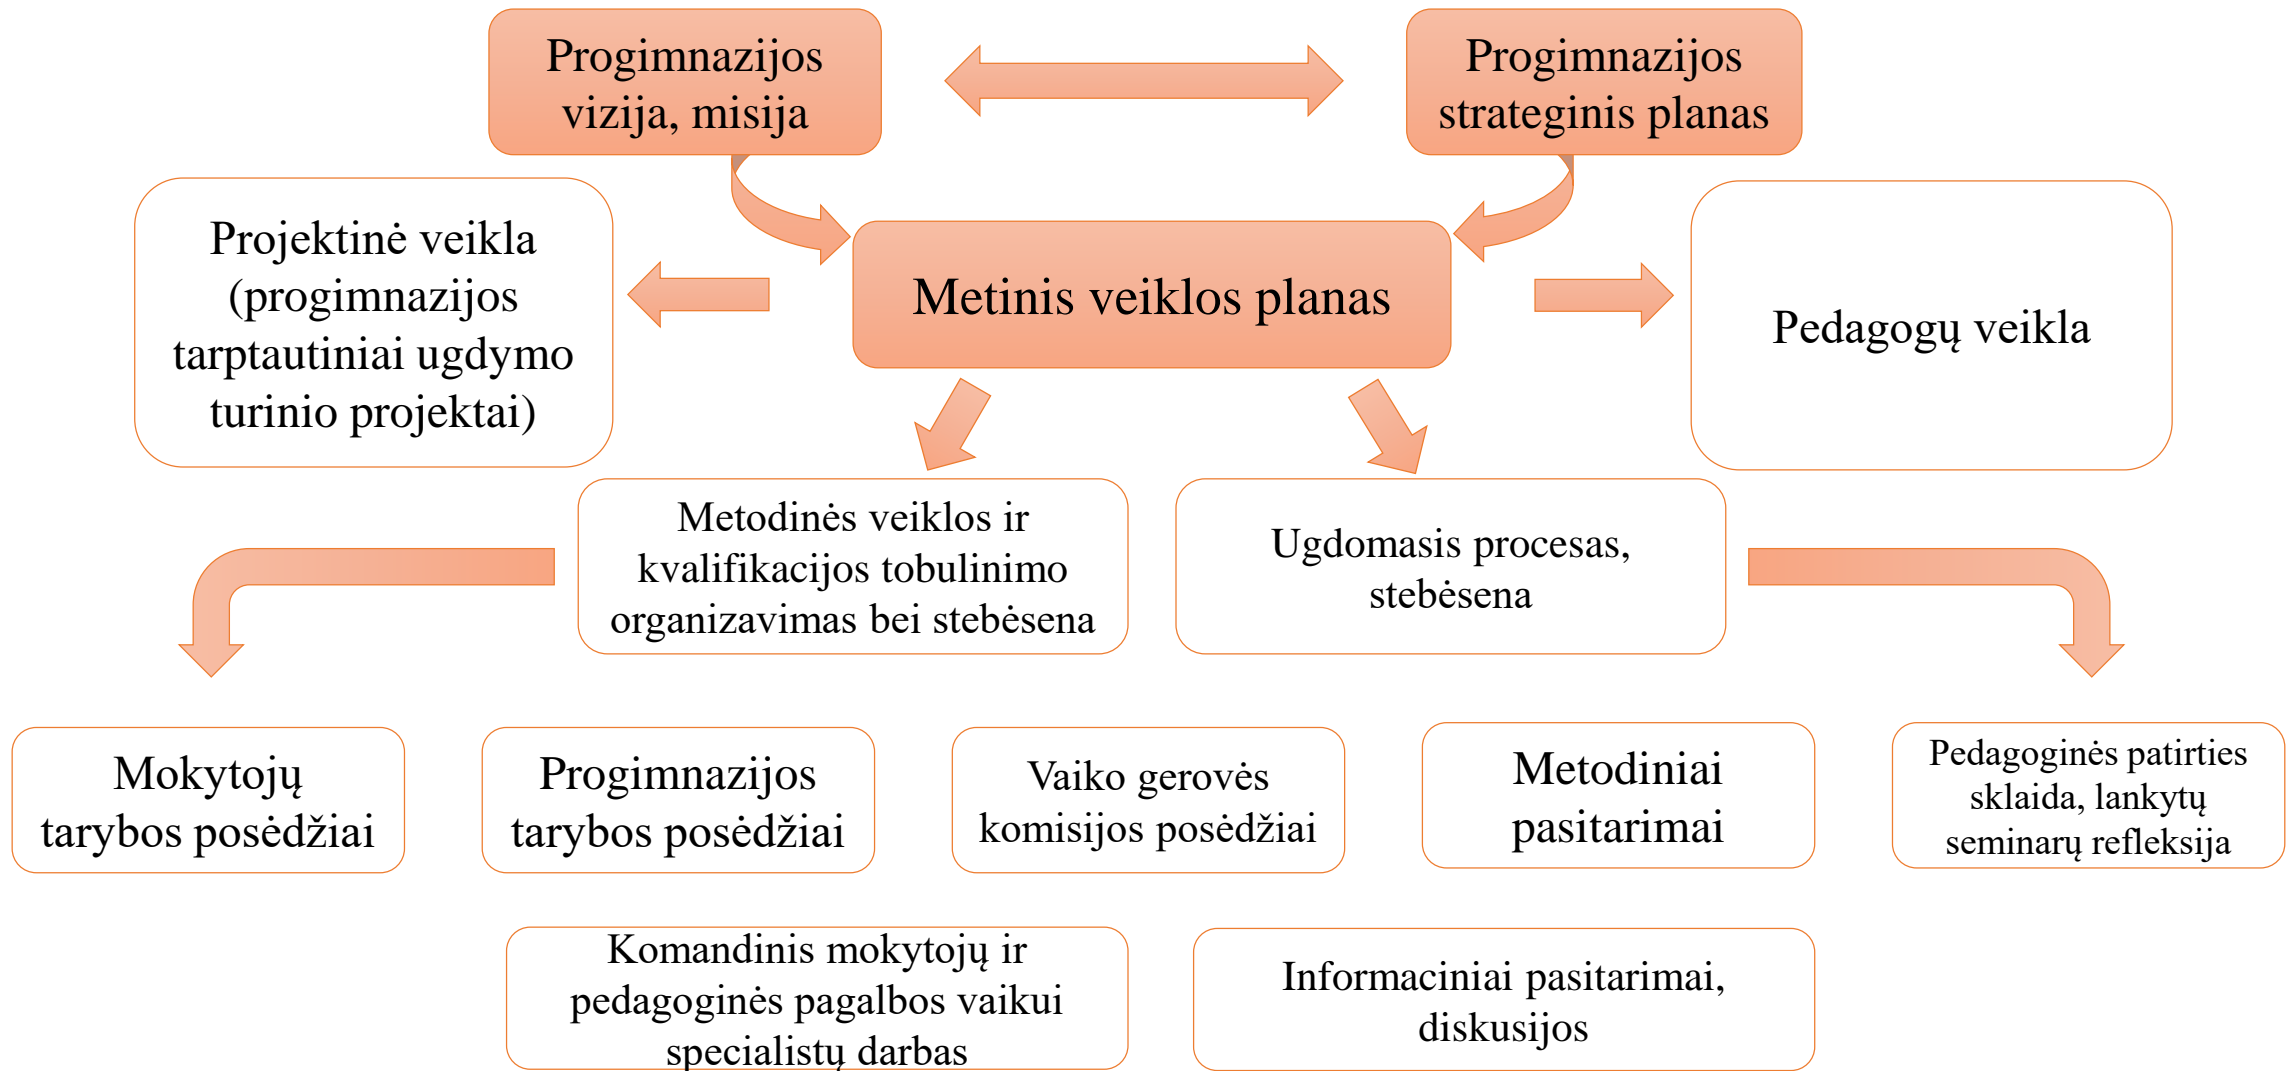 Progimnazijos
vizija, misija
Progimnazijos
strateginis planas
Projektinė veikla
(progimnazijos
tarptautiniai ugdymo
turinio projektai)
Metinis veiklos planas
Pedagogų veikla
Metodinės veiklos ir
kvalifikacijos tobulinimo
organizavimas bei stebėsena
Ugdomasis procesas,
stebėsena
Mokytojų
tarybos posėdžiai
Progimnazijos
tarybos posėdžiai
Vaiko gerovės
komisijos posėdžiai
Metodiniai
pasitarimai
Pedagoginės patirties
sklaida, lankytų
seminarų refleksija
Komandinis mokytojų ir
pedagoginės pagalbos vaikui
specialistų darbas
Informaciniai pasitarimai,
diskusijos